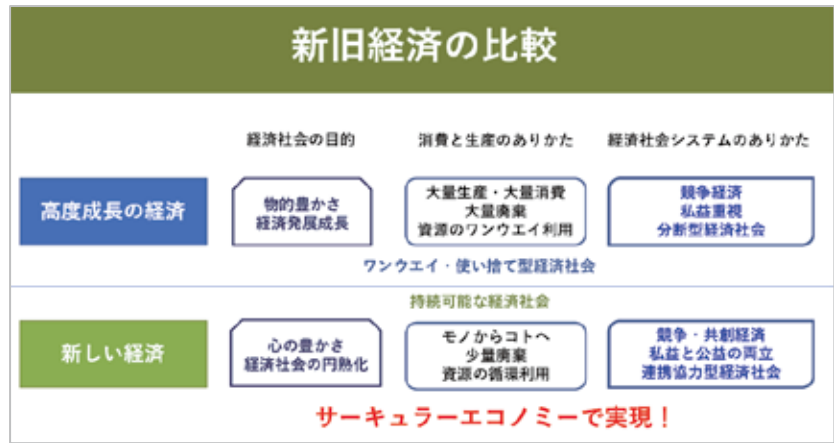 新旧経済の比較
経済社会の目的
消費と生産のありかた
経済社会システムのありかた
高度成長の経済
物的豊かさ
経済発展成長
大量生産・大量消費
大量廃棄
資源のワンウエイ利用
競争経済
私益重視
分断型経済社会
ワンウエイ・使い捨て型経済社会
持続可能な経済社会
新しい経済
心の豊かさ
経済社会の円熟化
モノからコトへ
少量廃棄
資源の循環利用
競争・共創経済
私益と公益の両立
連携協力型経済社会
サーキュラーエコノミーで実現！